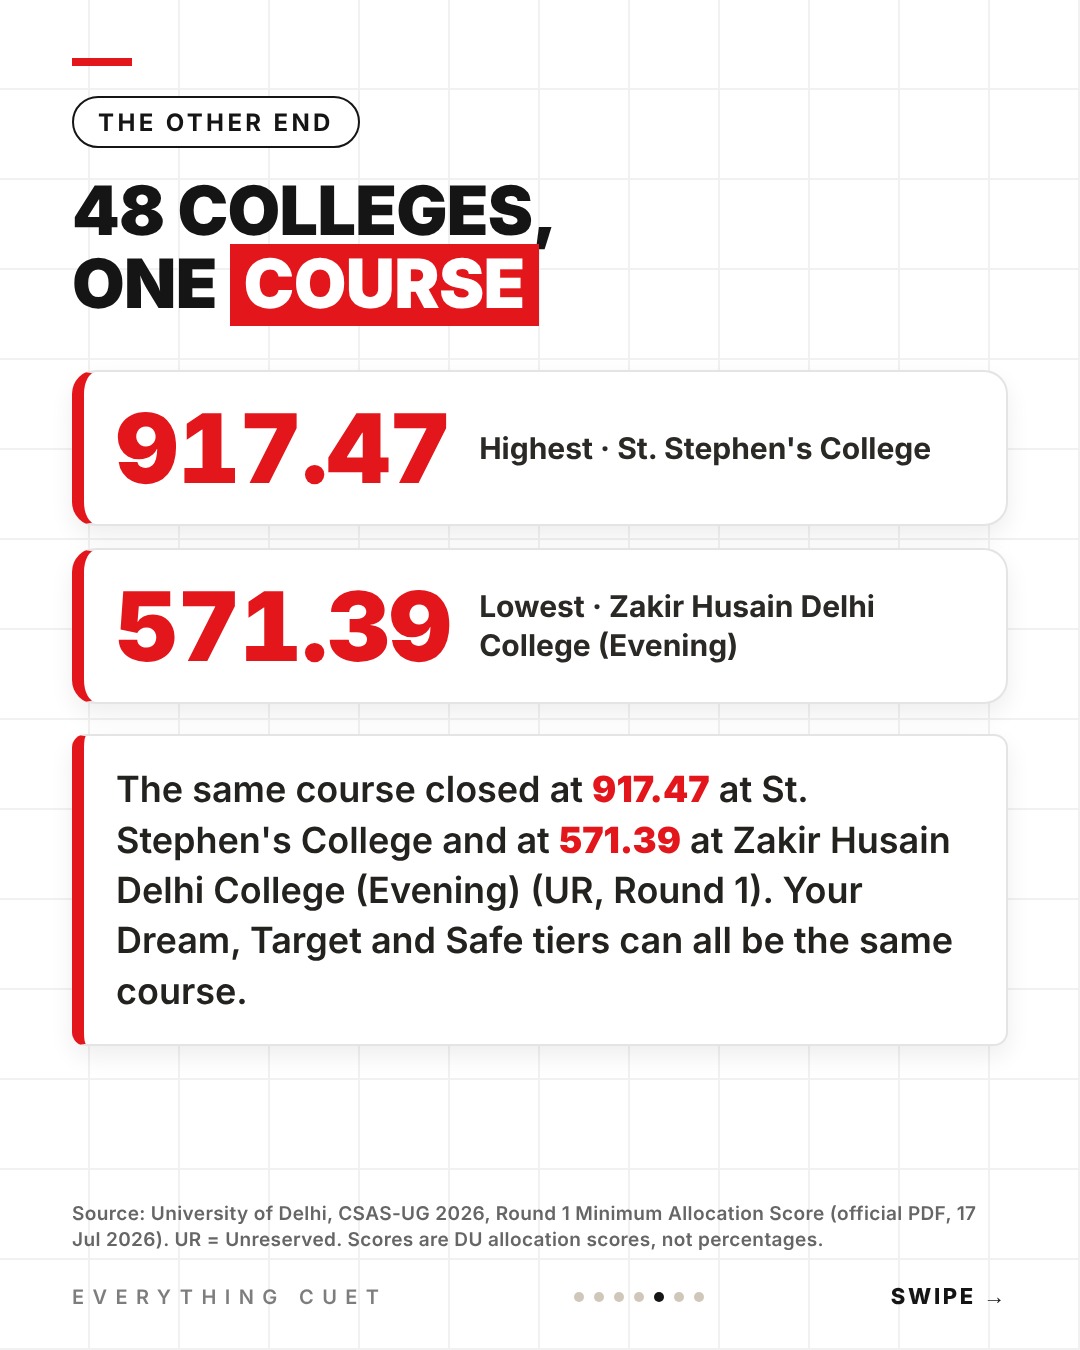 THE OTHER END
48 COLLEGES,
ONE COURSE
917.47
Highest · St. Stephen's College
571.39
Lowest · Zakir Husain Delhi
College (Evening)
The same course closed at 917.47 at St.
Stephen's College and at 571.39 at Zakir Husain
Delhi College (Evening) (UR, Round 1). Your
Dream, Target and Safe tiers can all be the same
course.
Source: University of Delhi, CSAS-UG 2026, Round 1 Minimum Allocation Score (official PDF, 17
Jul 2026). UR = Unreserved. Scores are DU allocation scores, not percentages.
EVERYTHING CUET
SWIPE →